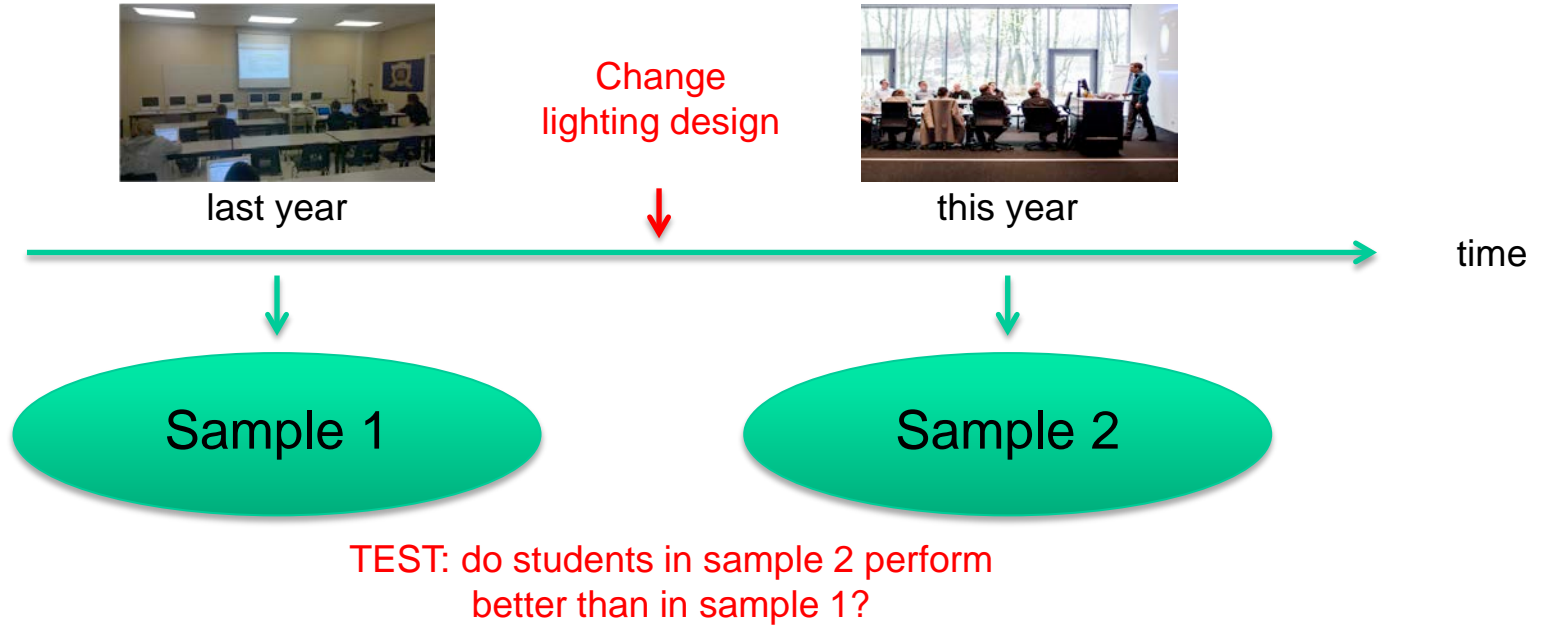 Change
lighting design
last year
this year
time
Sample 1
Sample 2
TEST: do students in sample 2 perform
better than in sample 1?